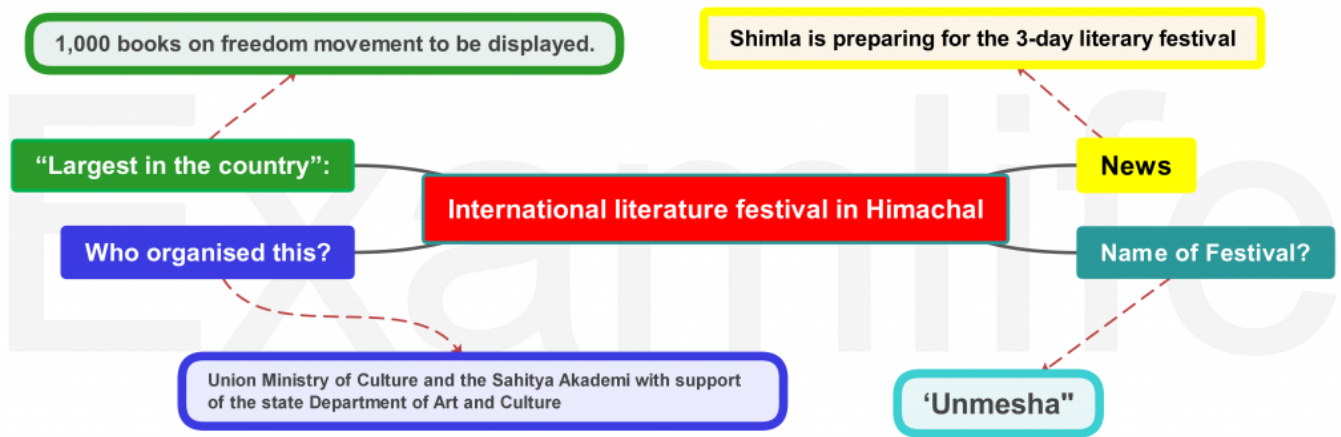 1,000 books on freedom movement to be displayed.
Shimla is preparing for the 3-day literary festival
“Largest in the country”:
News
International literature festival in Himachal
Who organised this?
Name of Festival?
Union Ministry of Culture and the Sahitya Akademi with support
of the state Department of Art and Culture
‘Unmesha"
Examlife